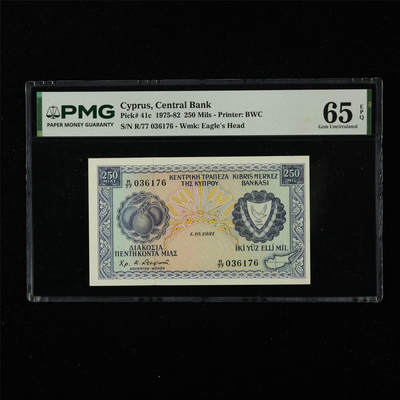 PMG
PAPER MONEY GUARANTY
Cyprus, Central Bank
Pick# 41c 1975-82 250 Mils - Printer: BWC
S/N R/77 036176 - Wmk: Eagle's Head
65 EPQ
Gem Uncirculated
250
MILS
ΚΕΝΤΡΙΚΗ ΤΡΑΠΕΖΑ
ΤΗΣ ΚΥΠΡΟΥ
KIBRIS MERKEZ
BANKASI
250
R/77 036176
1.10.1981
ΔΙΑΚΟΣΙΑ
ΠΕΝΤΗΚΟΝΤΑ ΜΙΛΣ
İKİ YÜZ ELLİ MİL
R/77 036176